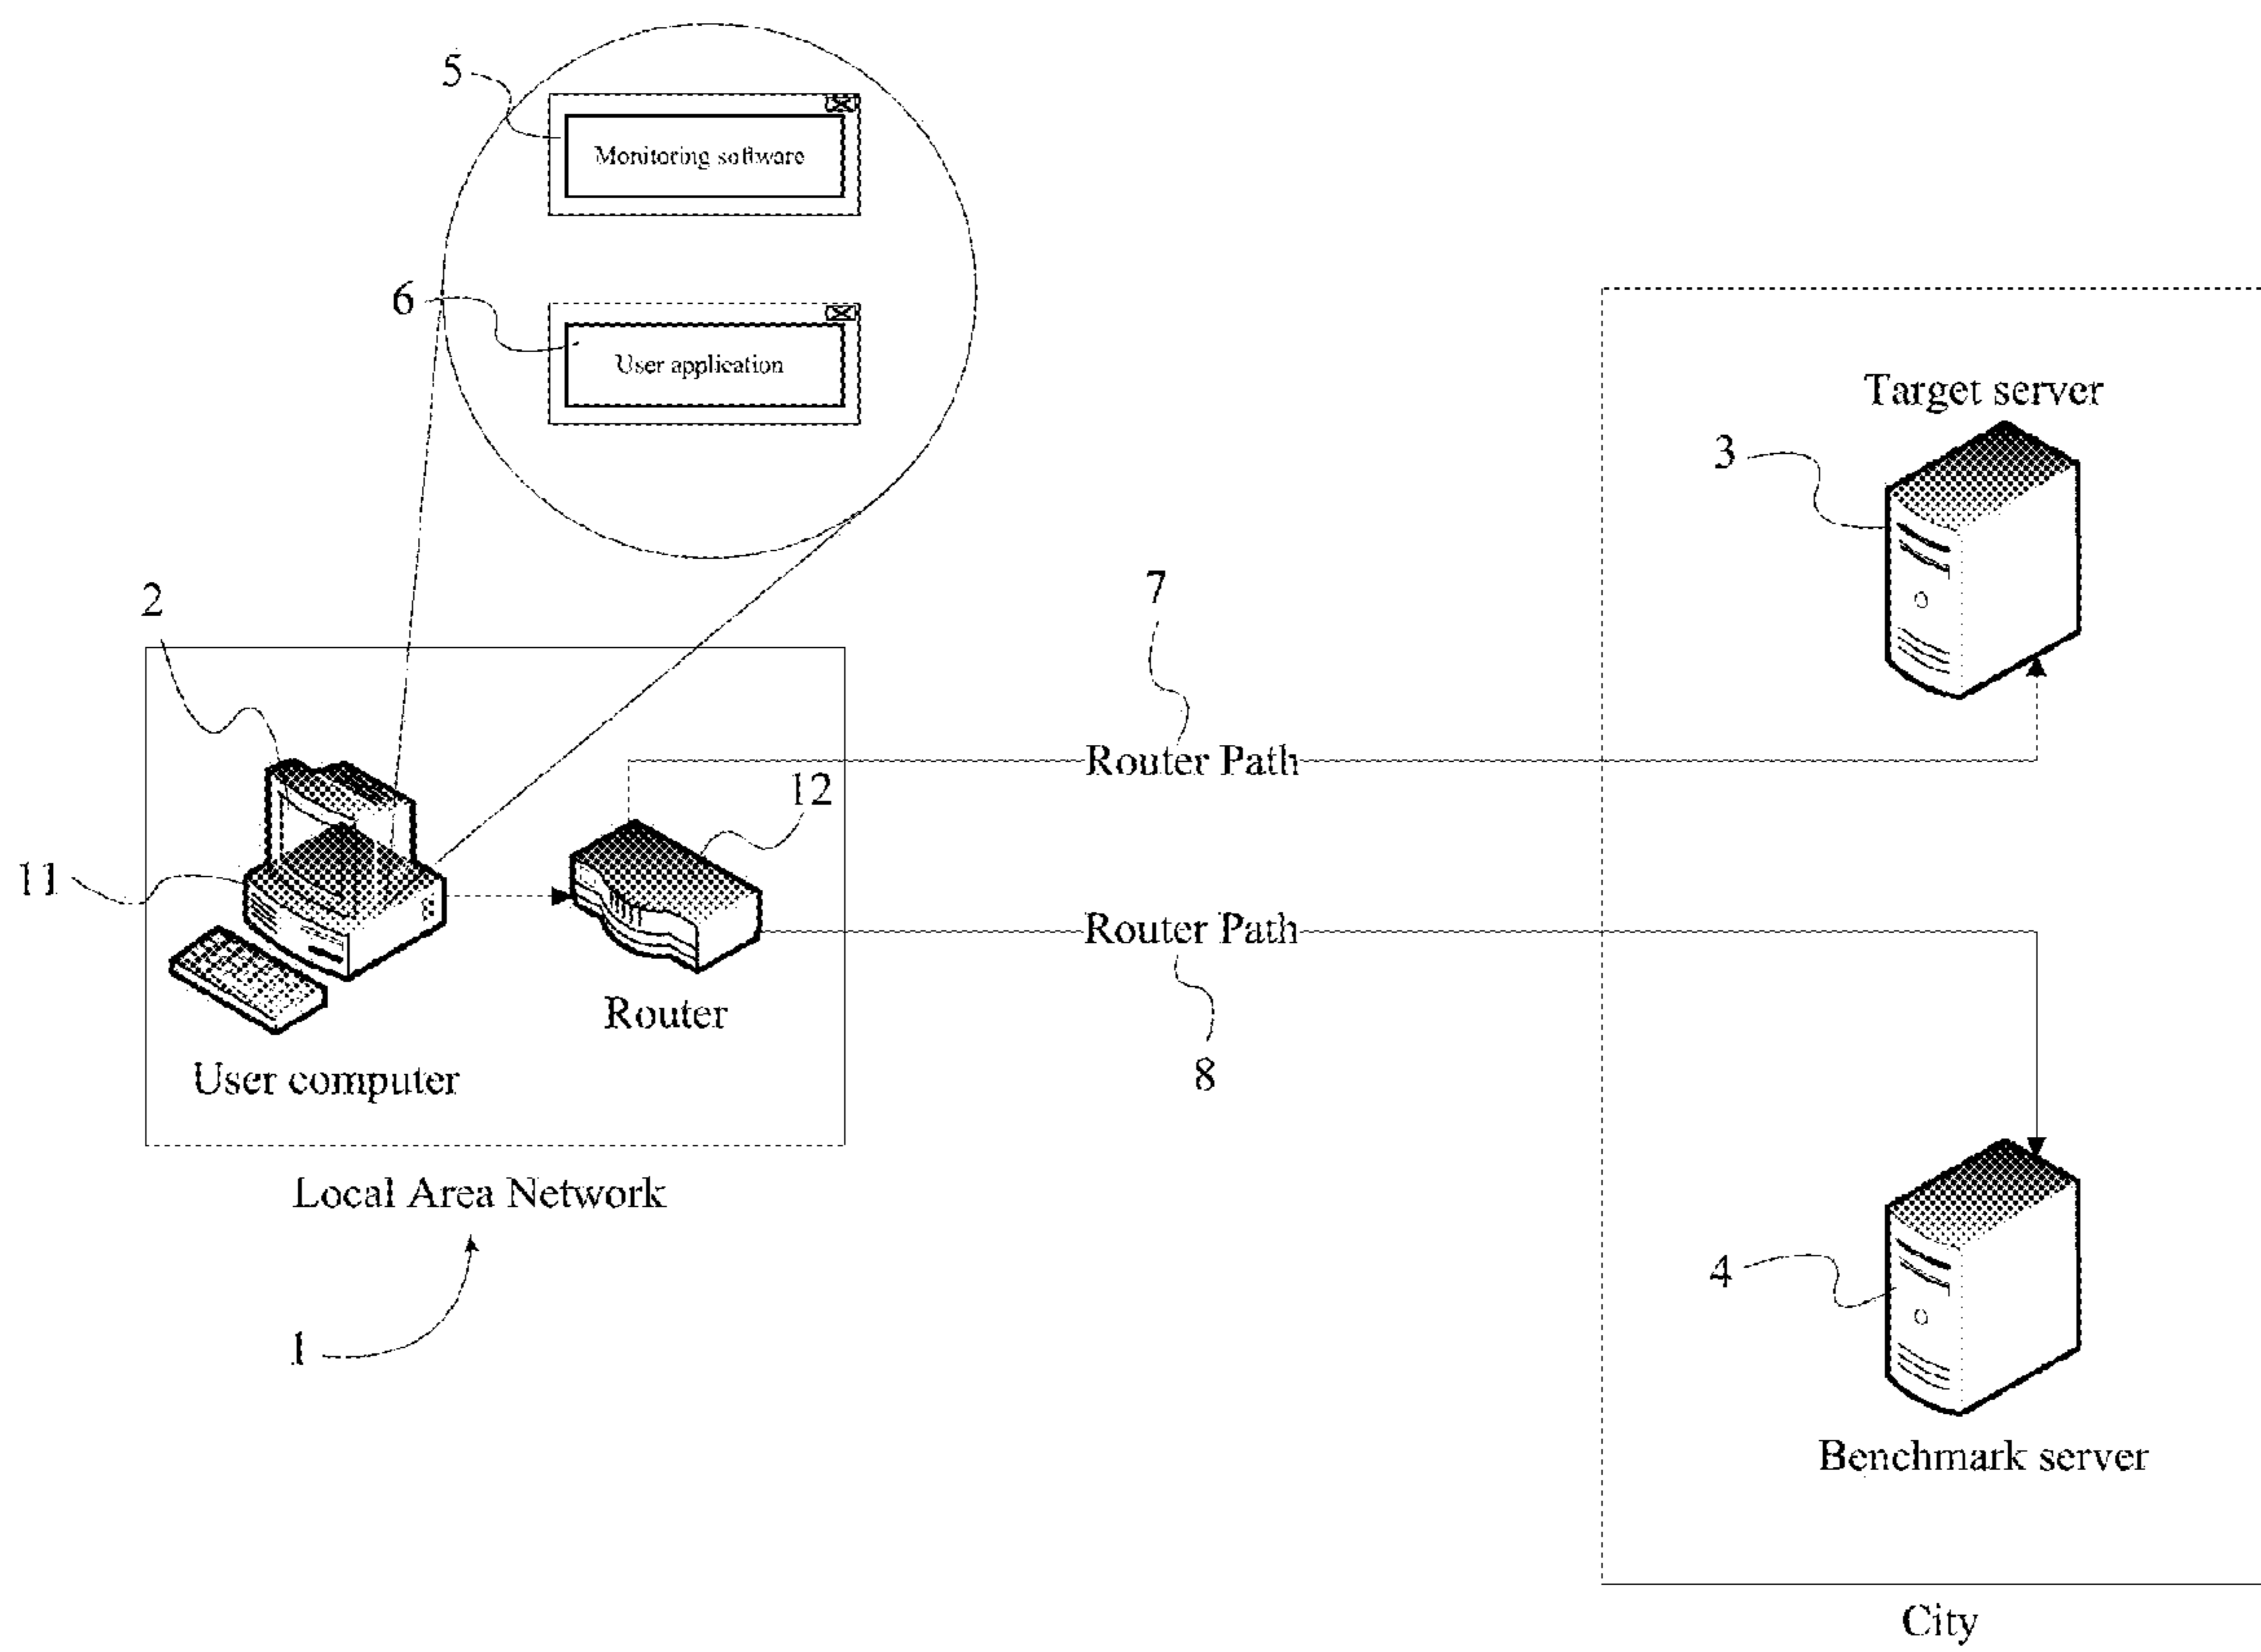 5
Monitoring software
6
User application
Target server
3
7
2
Router Path
12
11
Router Path
Router
8
User computer
Local Area Network
4
1
Benchmark server
City